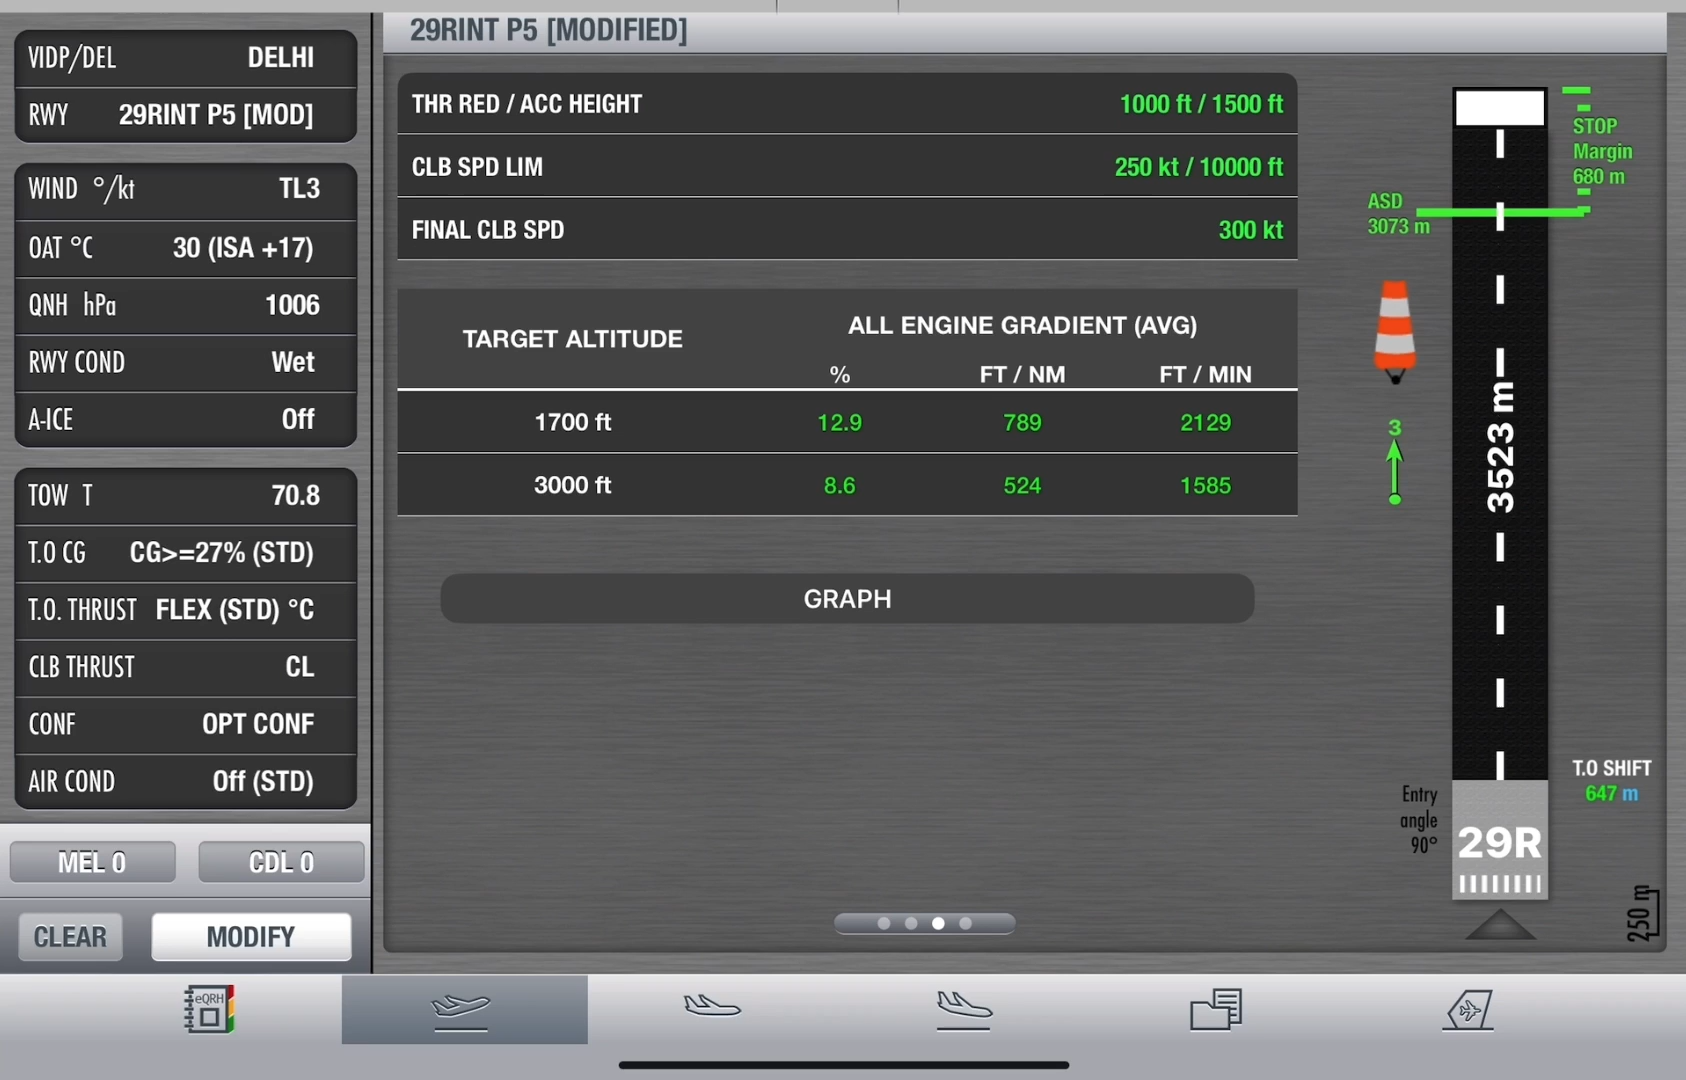 29RINT P5 [MODIFIED]
VIDP/DEL DELHI
RWY 29RINT P5 [MOD]
WIND °/kt TL3
OAT °C 30 (ISA +17)
QNH hPa 1006
RWY COND Wet
A-ICE Off
TOW T 70.8
T.O CG CG>=27% (STD)
T.O. THRUST FLEX (STD) °C
CLB THRUST CL
CONF OPT CONF
AIR COND Off (STD)
MEL 0 CDL 0
CLEAR MODIFY
THR RED / ACC HEIGHT 1000 ft / 1500 ft
CLB SPD LIM 250 kt / 10000 ft
FINAL CLB SPD 300 kt
TARGET ALTITUDE ALL ENGINE GRADIENT (AVG)
% FT / NM FT / MIN
1700 ft 12.9 789 2129
3000 ft 8.6 524 1585
GRAPH
STOP
Margin
680 m
ASD
3073 m
3
3523 m
T.O SHIFT
647 m
Entry
angle
90°
29R
250 m
eQRH